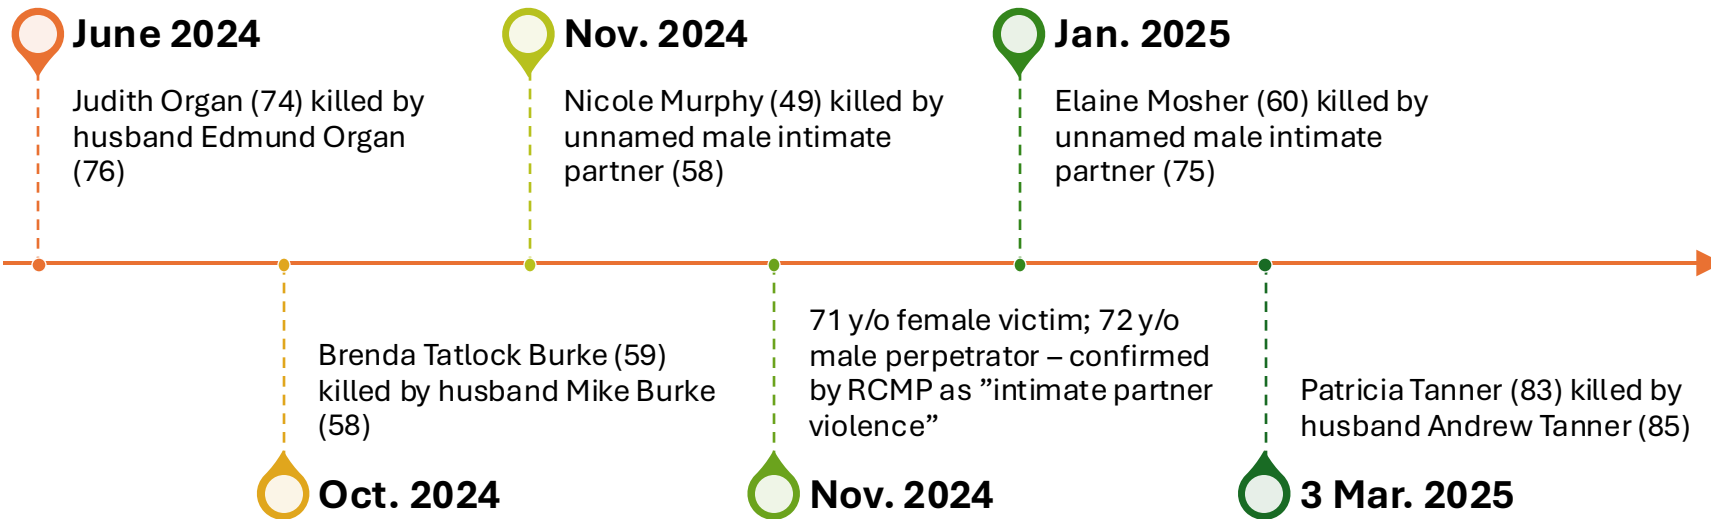 June 2024
Judith Organ (74) killed by
husband Edmund Organ
(76)
Nov. 2024
Nicole Murphy (49) killed by
unnamed male intimate
partner (58)
Jan. 2025
Elaine Mosher (60) killed by
unnamed male intimate
partner (75)
Brenda Tatlock Burke (59)
killed by husband Mike Burke
(58)
Oct. 2024
71 y/o female victim; 72 y/o
male perpetrator – confirmed
by RCMP as ”intimate partner
violence”
Nov. 2024
Patricia Tanner (83) killed by
husband Andrew Tanner (85)
3 Mar. 2025